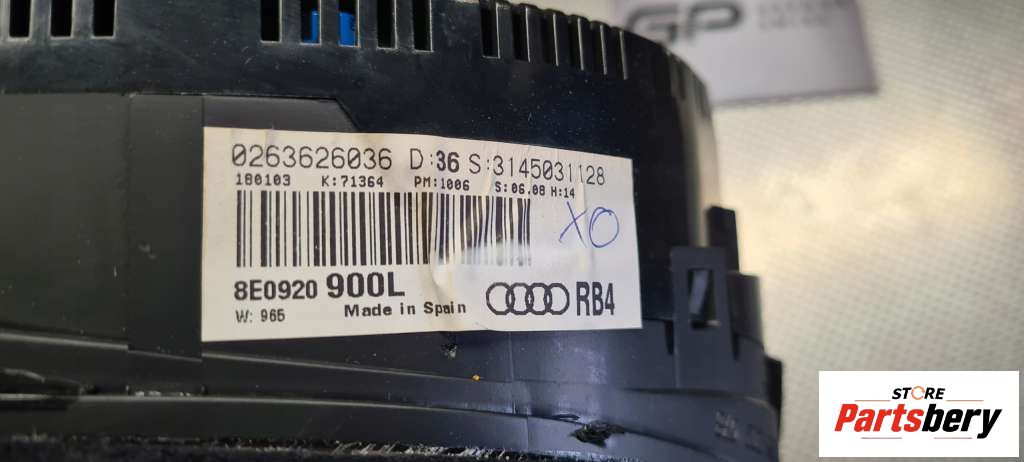 GP
0263626036 D:36 S:3145031128
180103 K:71364 PM:1006 S:06.08 H:14
XO
8E0920 900L
RB4
W: 965 Made in Spain
STORE
Partsbery